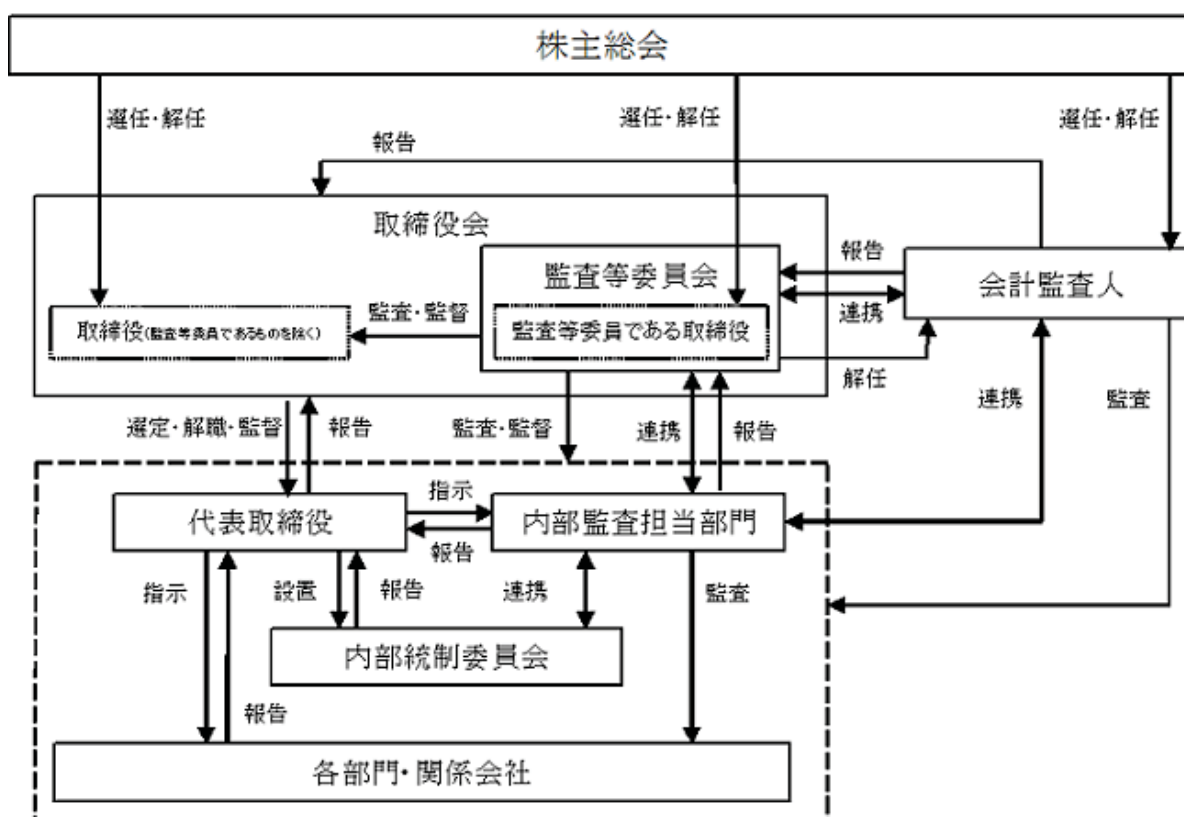 株主総会
選任・解任
選任・解任
選任・解任
報告
取締役会
監査等委員会
報告
会計監査人
連携
取締役(監査等委員であるものを除く)
監査・監督
監査等委員である取締役
解任
連携
監査
選定・解職・監督
報告
監査・監督
連携
報告
代表取締役
指示
報告
内部監査担当部門
指示
設置
報告
連携
監査
内部統制委員会
報告
各部門・関係会社